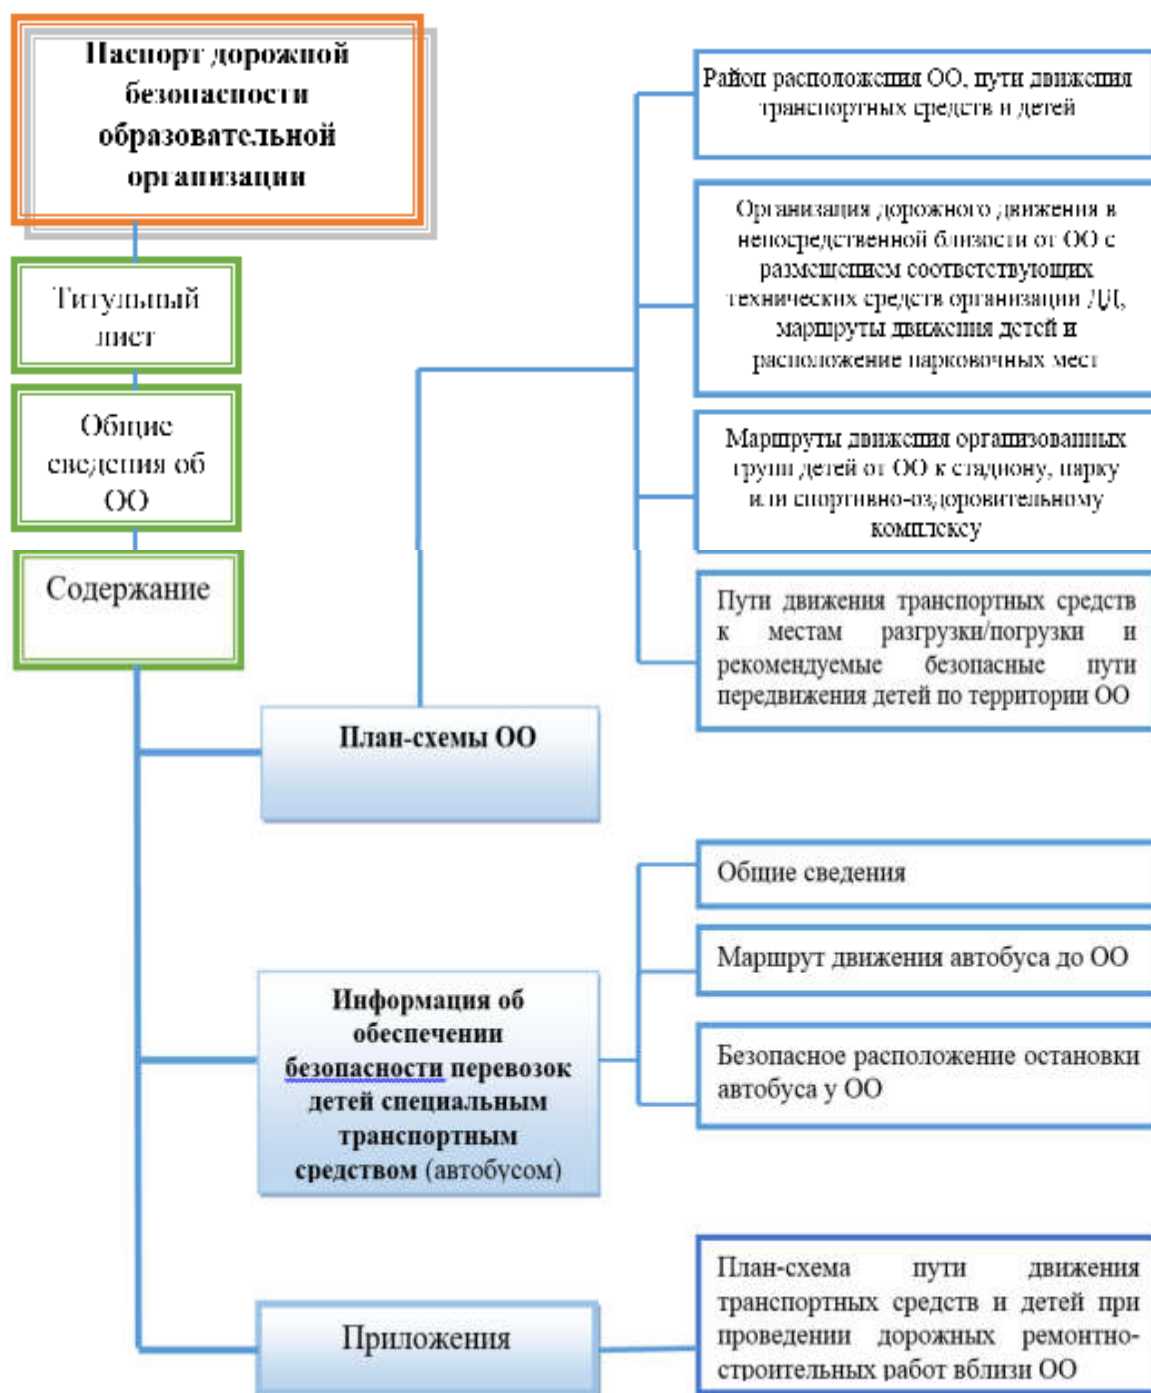 Паспорт дорожной
безопасности
образовательной
организации
Титульный
лист
Общие
сведения об
ОО
Содержание
План-схемы ОО
Район расположения ОО, пути движения
транспортных средств и детей
Организация дорожного движения в
непосредственной близости от ОО с
размещением соответствующих
технических средств организации ДД,
маршруты движения детей и
расположение парковочных мест
Маршруты движения организованных
групп детей от ОО к стадиону, парку
или спортивно-оздоровительному
комплексу
Пути движения транспортных средств
к местам разгрузки/погрузки и
рекомендуемые безопасные пути
передвижения детей по территории ОО
Информация об
обеспечении
безопасности перевозок
детей специальным
транспортным
средством (автобусом)
Общие сведения
Маршрут движения автобуса до ОО
Безопасное расположение остановки
автобуса у ОО
Приложения
План-схема пути движения
транспортных средств и детей при
проведении дорожных ремонтно-
строительных работ вблизи ОО